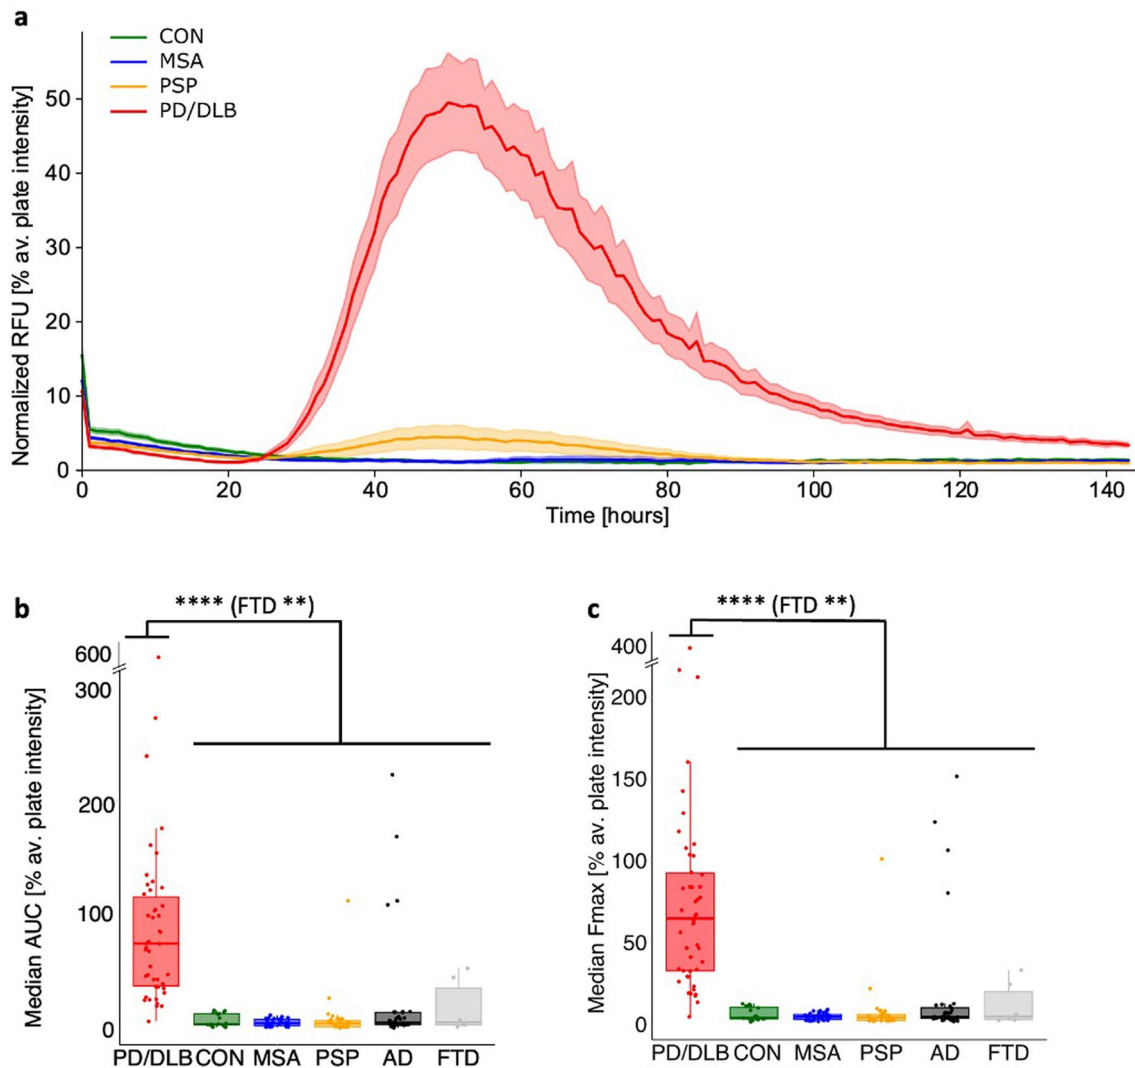 a
CON
MSA
PSP
PD/DLB
Normalized RFU [% av. plate intensity]
50
40
30
20
10
0
0 20 40 60 80 100 120 140
Time [hours]
b
**** (FTD **)
Median AUC [% av. plate intensity]
600
300
200
100
0
PD/DLB CON MSA PSP AD FTD
c
**** (FTD **)
Median Fmax [% av. plate intensity]
400
200
150
100
50
0
PD/DLB CON MSA PSP AD FTD